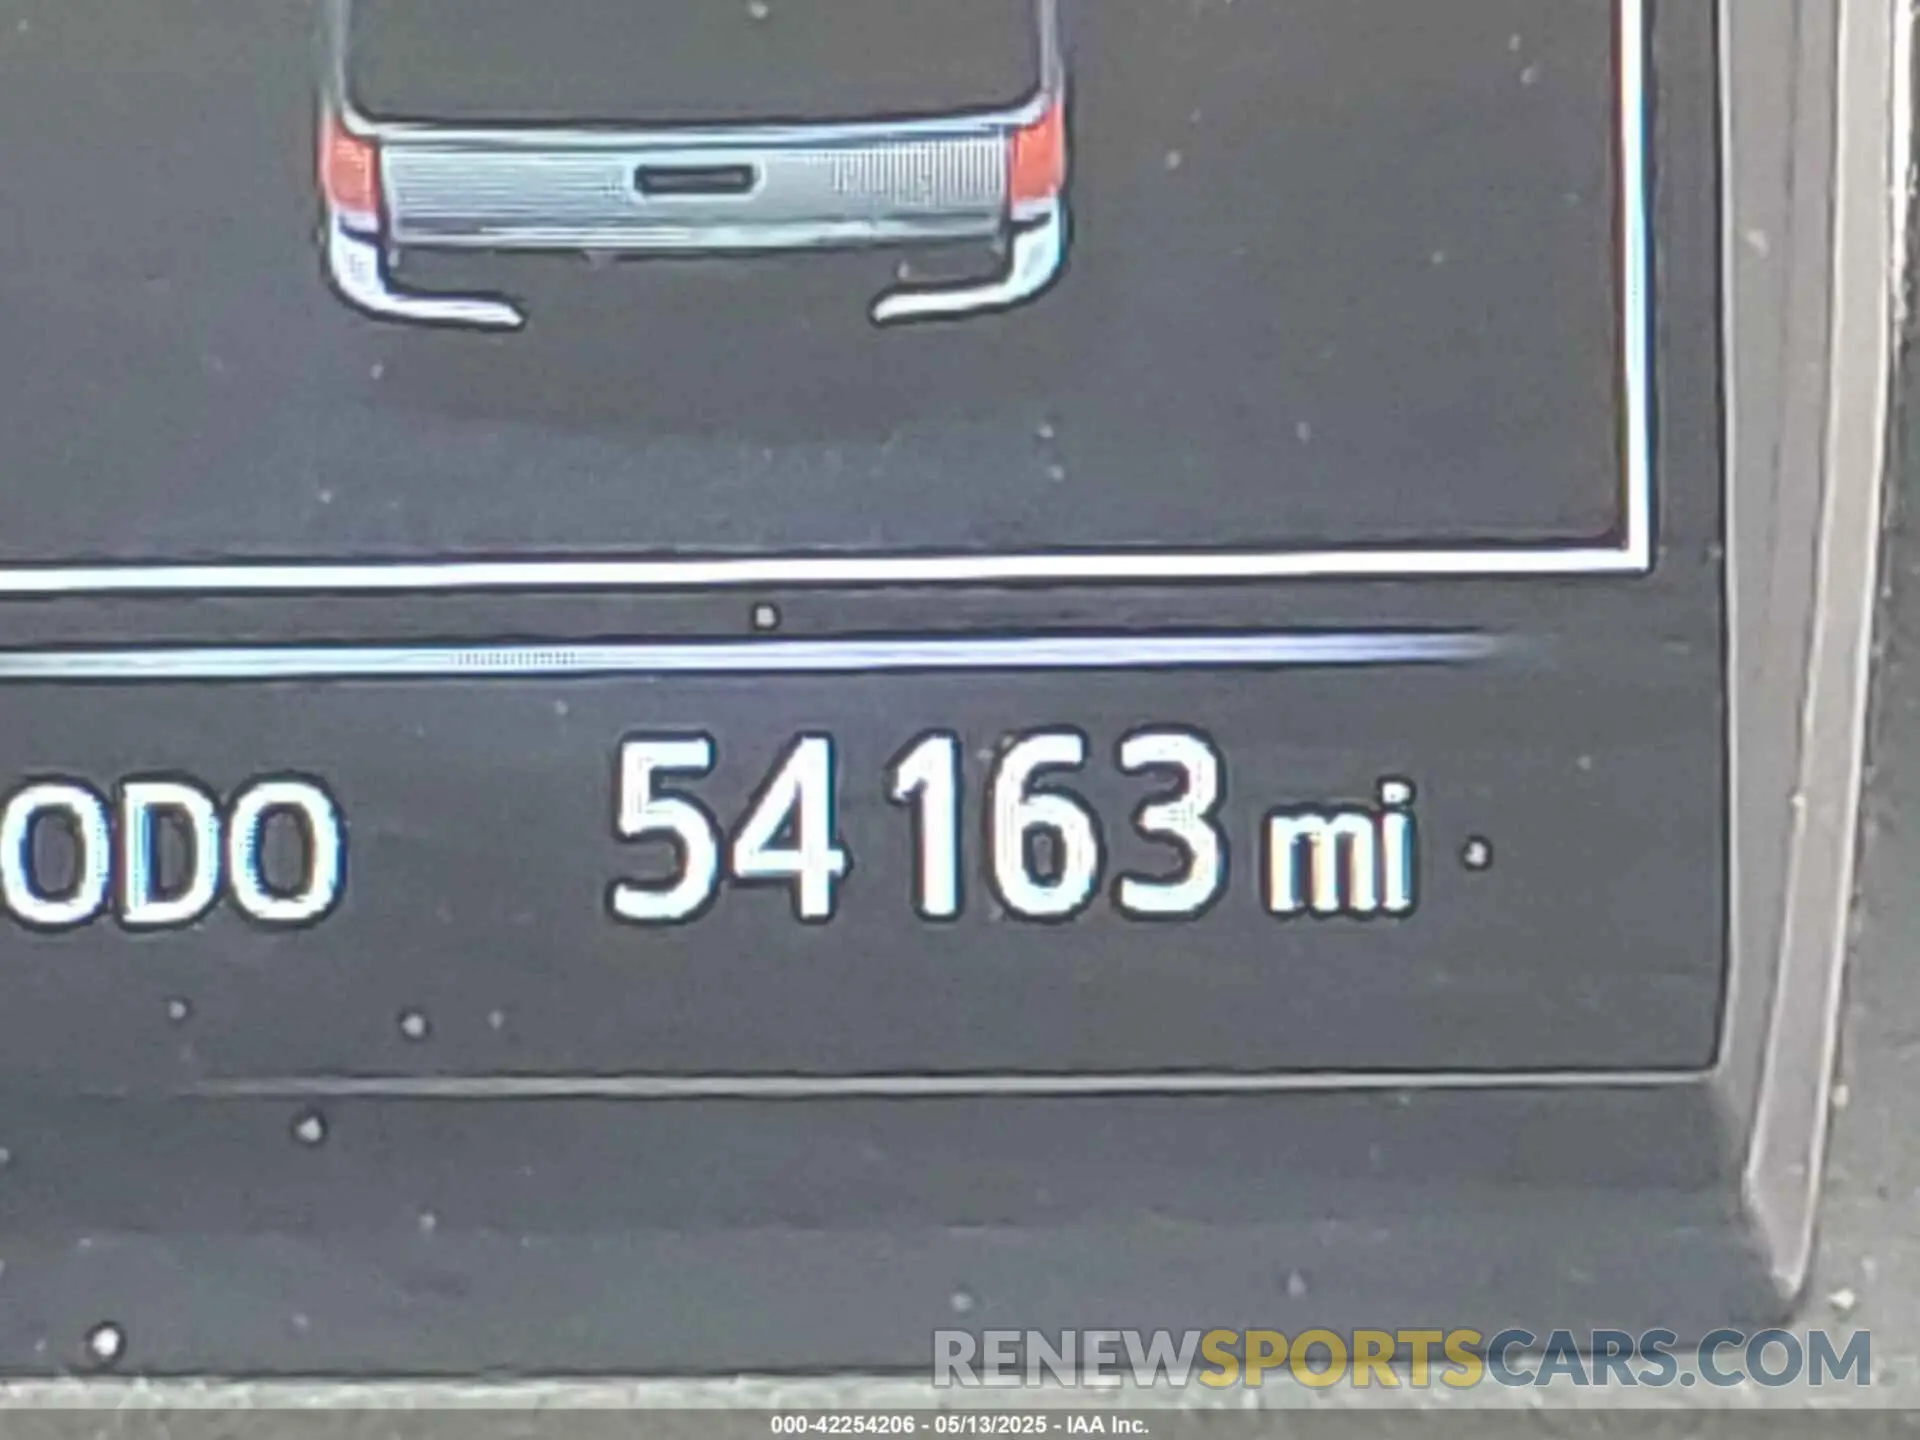 ODO 54163 mi
RENEWSPORTSCARS.COM
000-42254206 - 05/13/2025 - IAA Inc.